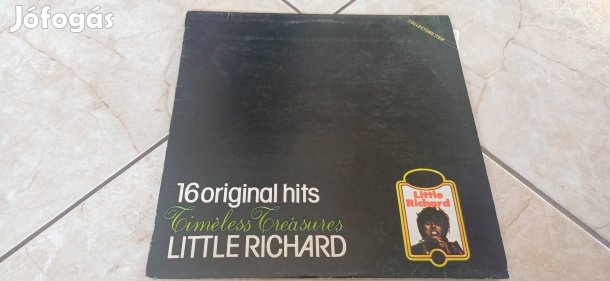 Jófogás
COLLECTORS ITEM
16 original hits
Timeless Treasures
LITTLE RICHARD
Little
Richard